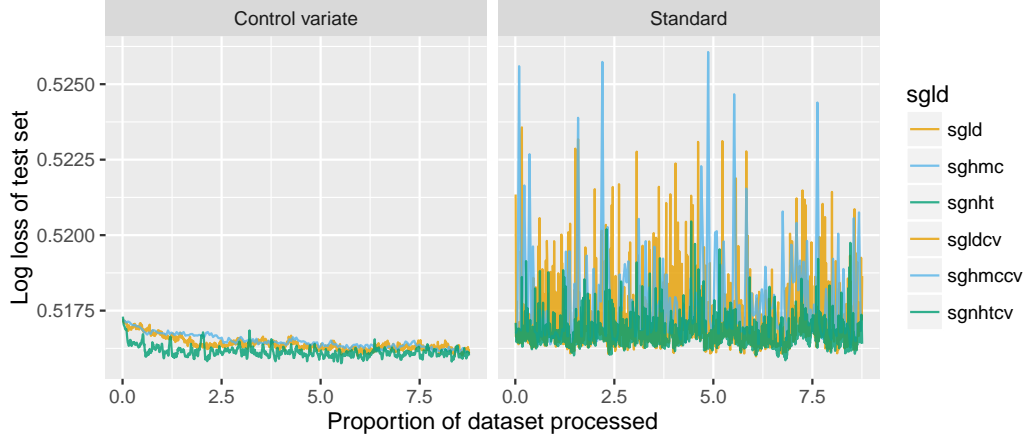 Control variate
Standard
Log loss of test set
0.5250
0.5225
0.5200
0.5175
0.0
2.5
5.0
7.5
0.0
2.5
5.0
7.5
Proportion of dataset processed
sgld
sgld
sghmc
sgnht
sgldcv
sghmccv
sgnhtcv